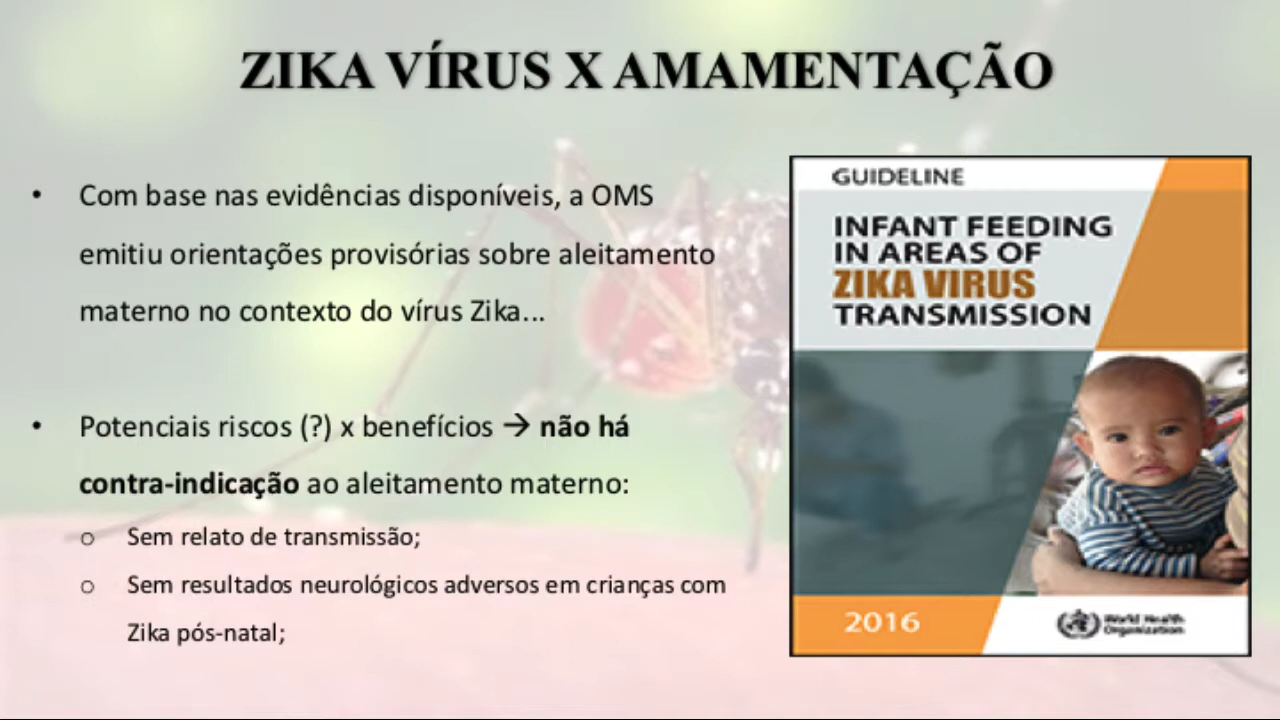 ZIKA VÍRUS X AMAMENTAÇÃO
• Com base nas evidências disponíveis, a OMS
emitiu orientações provisórias sobre aleitamento
materno no contexto do vírus Zika...
• Potenciais riscos (?) x benefícios → não há
contra-indicação ao aleitamento materno:
o Sem relato de transmissão;
o Sem resultados neurológicos adversos em crianças com
Zika pós-natal;
GUIDELINE
INFANT FEEDING
IN AREAS OF
ZIKA VIRUS
TRANSMISSION
2016
World Health
Organization